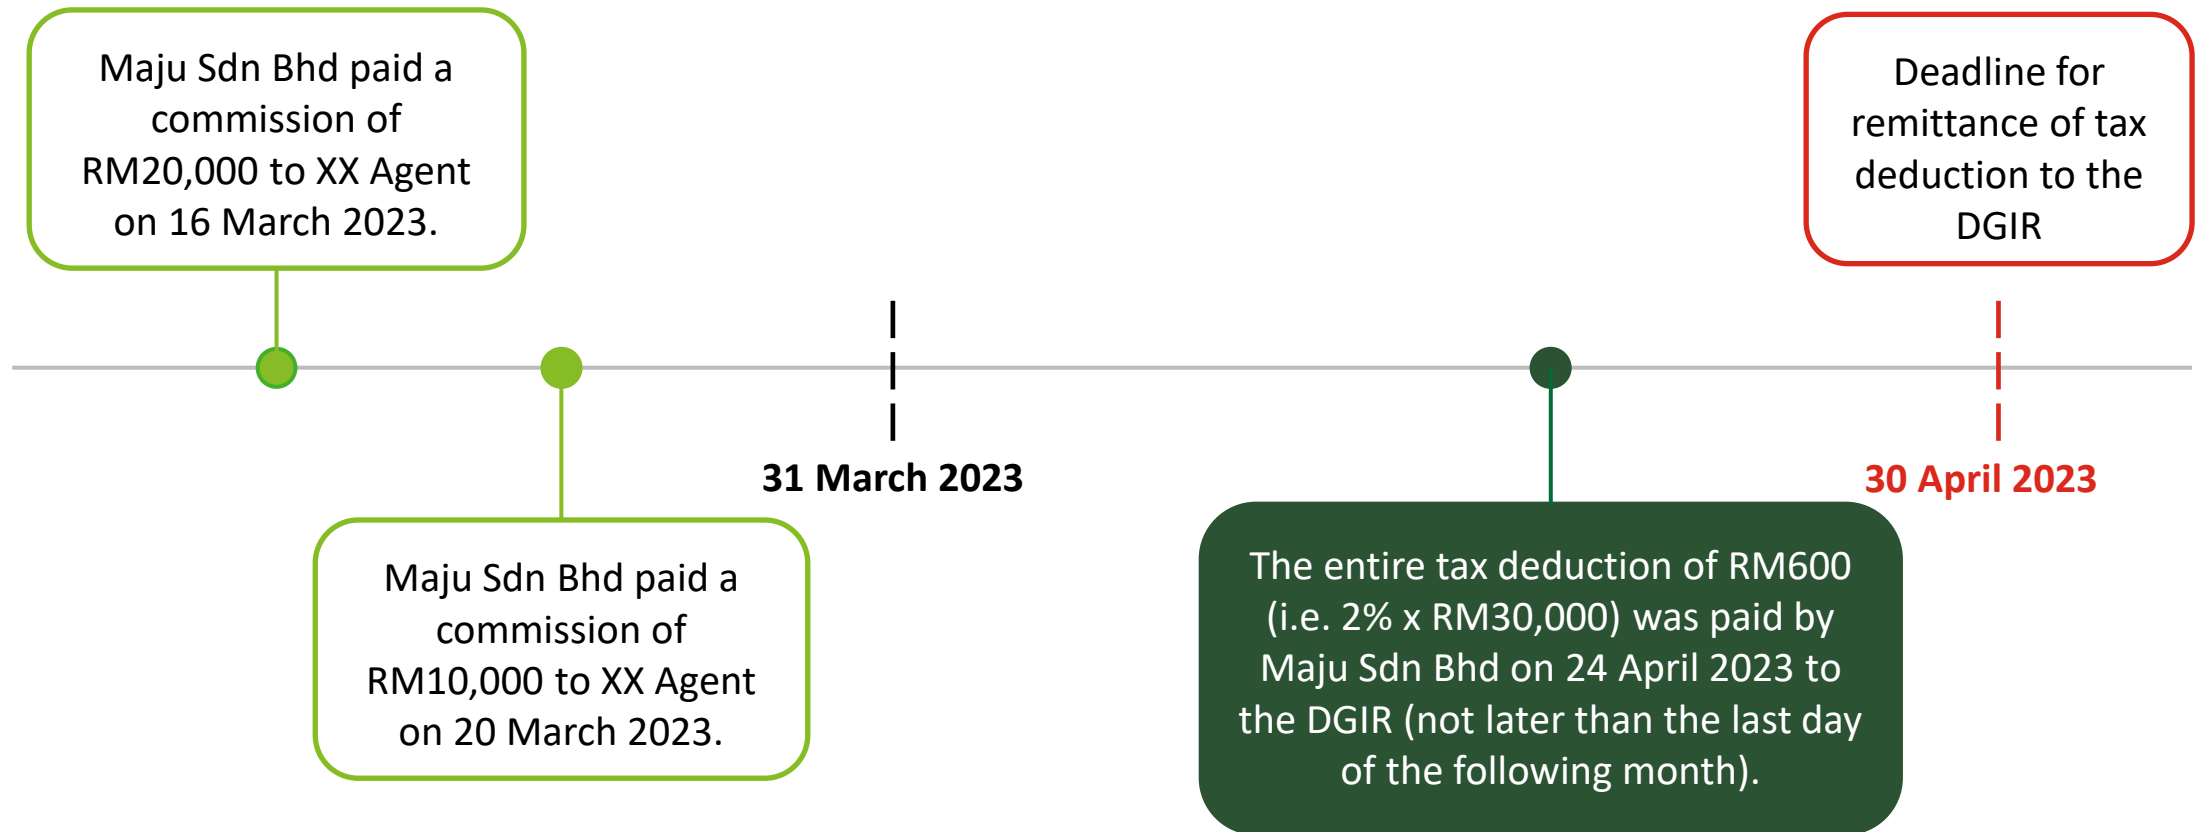 Maju Sdn Bhd paid a
commission of
RM20,000 to XX Agent
on 16 March 2023.
Deadline for
remittance of tax
deduction to the
DGIR
31 March 2023
30 April 2023
Maju Sdn Bhd paid a
commission of
RM10,000 to XX Agent
on 20 March 2023.
The entire tax deduction of RM600
(i.e. 2% x RM30,000) was paid by
Maju Sdn Bhd on 24 April 2023 to
the DGIR (not later than the last day
of the following month).